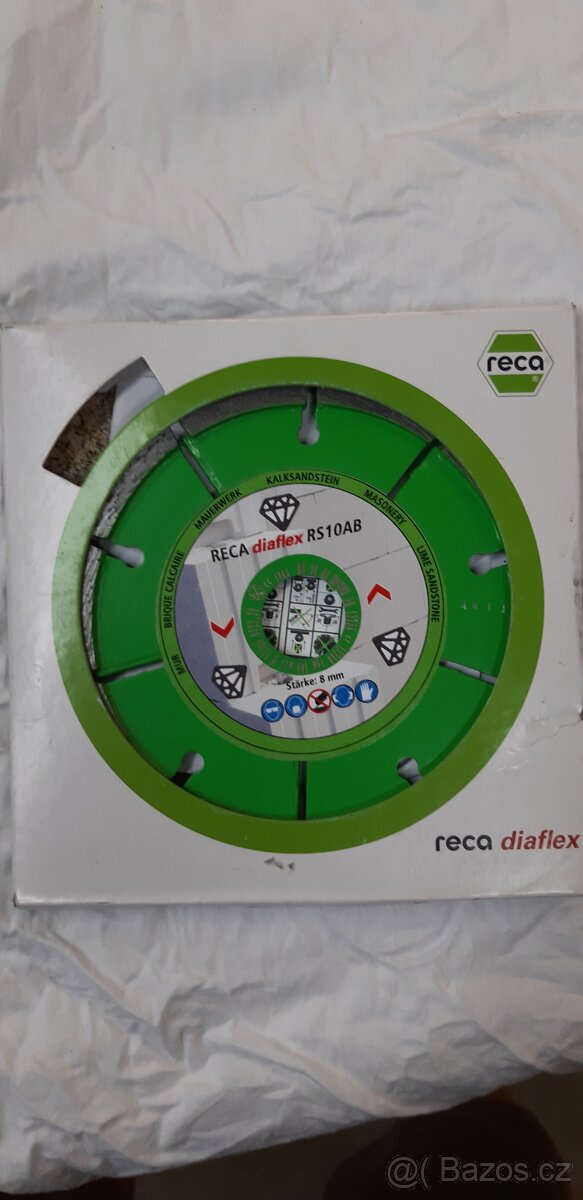 reca
®
MUR
BRIQUE CALCAIRE
MAUERWERK
KALKSANDSTEIN
MASONERY
LIME SANDSTONE
RECA diaflex RS10AB
Stärke: 8 mm
reca diaflex
@( Bazos.cz